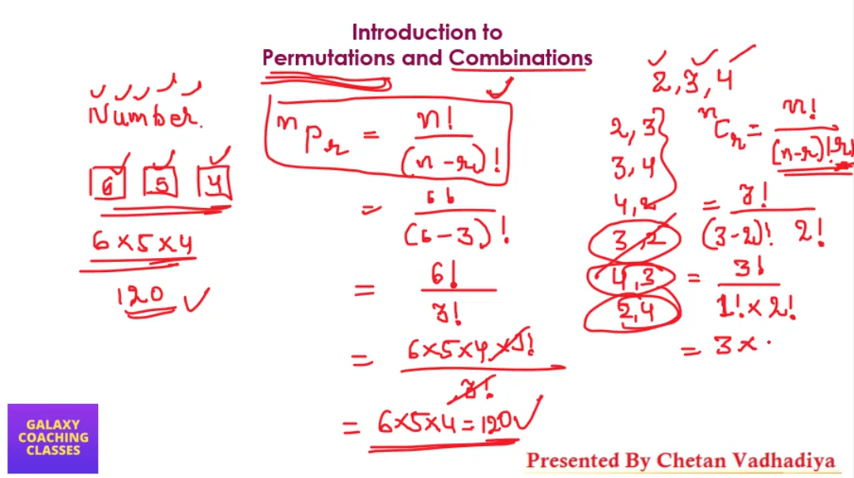 Introduction to
Permutations and Combinations
Number.
6 5 4
6×5×4
120
nPr = n! / (n-r)!
= 6! / (6-3)!
= 6! / 3!
= 6×5×4×3! / 3!
= 6×5×4=120
2,3,4
2,3
3,4
4,2
3,2
4,3
2,4
nCr = n! / (n-r)! r!
= 3! / (3-2)! 2!
= 3! / 1!×2!
= 3×
GALAXY
COACHING
CLASSES
Presented By Chetan Vadhadiya